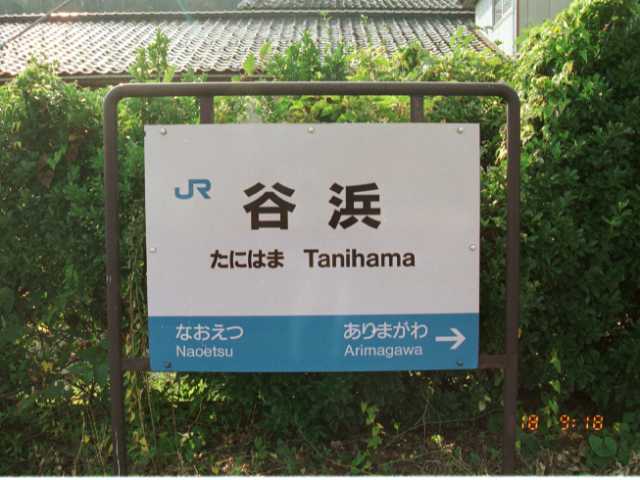 JR
谷浜
たにはま Tanihama
なおえつ ありまがわ →
Naoetsu Arimagawa
18 9:18